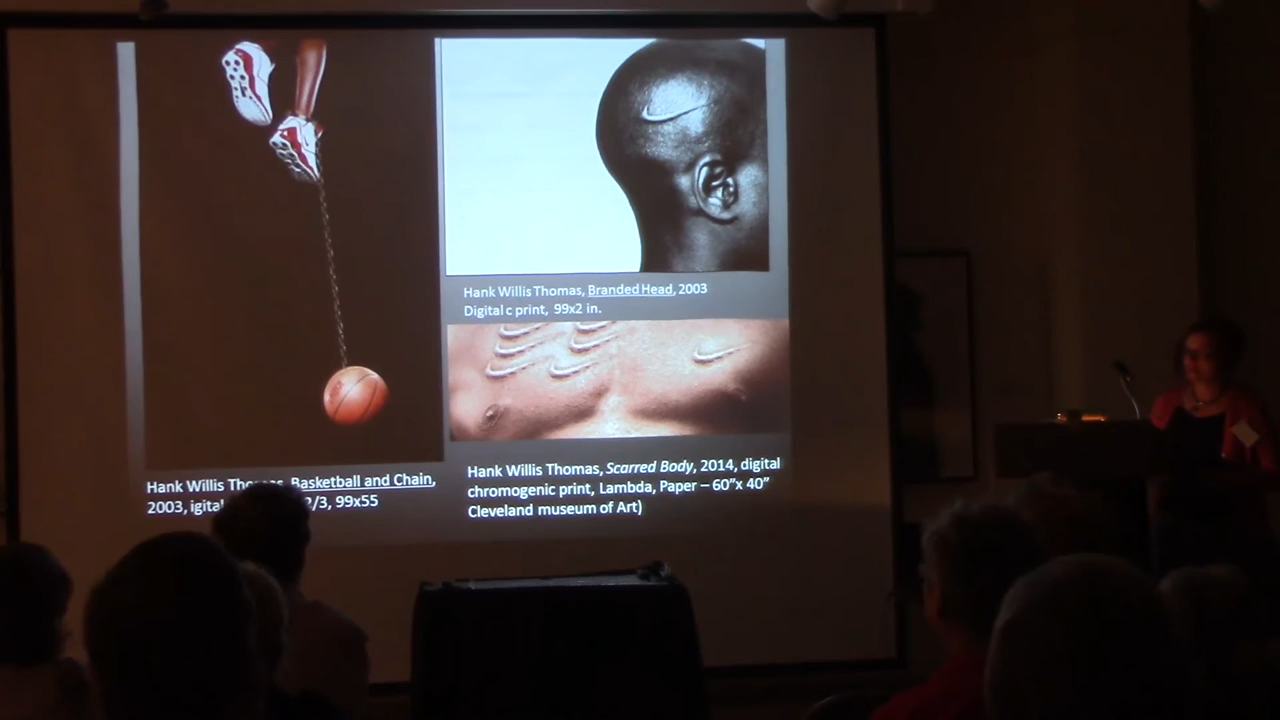 Hank Willis Thomas, Branded Head, 2003
Digital c print, 99x2 in.
Hank Willis Basketball and Chain,
2003, igital 2/3, 99x55
Hank Willis Thomas, Scarred Body, 2014, digital
chromogenic print, Lambda, Paper – 60”x 40”
Cleveland museum of Art)